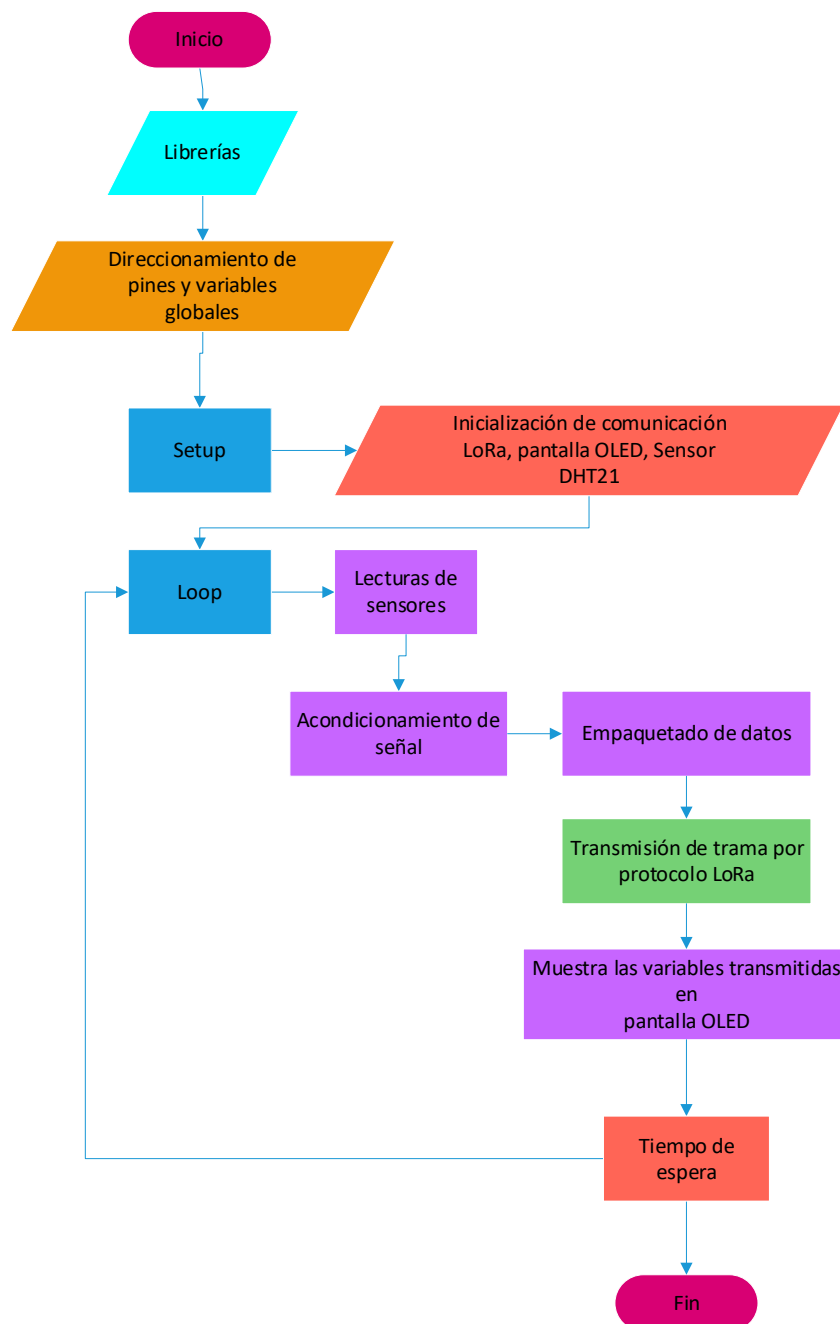 Inicio
Librerías
Direccionamiento de
pines y variables
globales
Setup
Inicialización de comunicación
LoRa, pantalla OLED, Sensor
DHT21
Loop
Lecturas de
sensores
Acondicionamiento de
señal
Empaquetado de datos
Transmisión de trama por
protocolo LoRa
Muestra las variables transmitidas
en
pantalla OLED
Tiempo de
espera
Fin